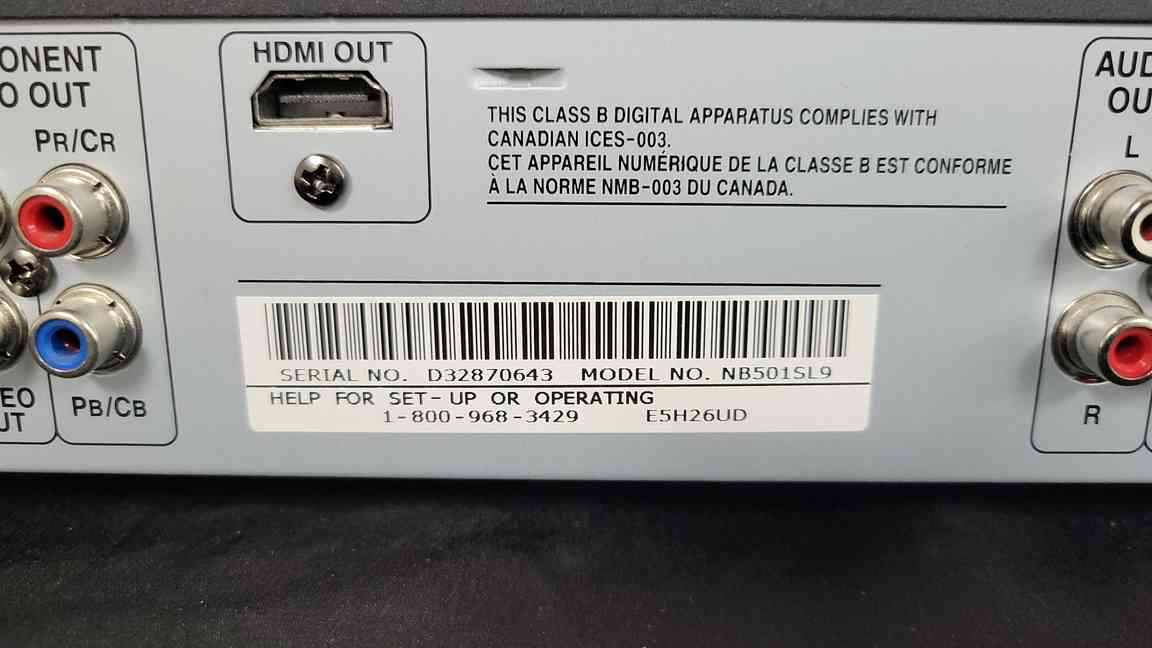 ONENT
O OUT
PR/CR
EO
UT
PB/CB
HDMI OUT
THIS CLASS B DIGITAL APPARATUS COMPLIES WITH
CANADIAN ICES-003.
CET APPAREIL NUMÉRIQUE DE LA CLASSE B EST CONFORME
À LA NORME NMB-003 DU CANADA.
SERIAL NO. D32870643 MODEL NO. NB501SL9
HELP FOR SET-UP OR OPERATING
1-800-968-3429 E5H26UD
AUD
OU
L
R